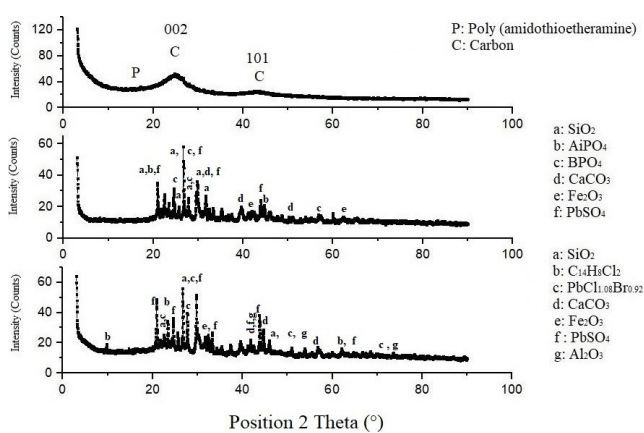 P: Poly (amidothioetheramine)
C: Carbon
Intensity (Counts)
120
80
40
0
002
C
101
C
P
0 20 40 60 80 100
Intensity (Counts)
60
40
20
0
a,b,f
c
a
a, c, f
a,c
a,d, f
a
d
e
f
b
d
c
e
0 20 40 60 80 100
a: SiO₂
b: AiPO₄
c: BPO₄
d: CaCO₃
e: Fe₂O₃
f: PbSO₄
Intensity (Counts)
60
40
20
0
b
f
a,c
b
f
a,c,f
c
e, f
d,f,g
f
d
a,
c, g
d
b, f
c, g
0 20 40 60 80 100
a: SiO₂
b: C₁₄H₈Cl₂
c: PbCl₁.₀₈Br₀.₉₂
d: CaCO₃
e: Fe₂O₃
f : PbSO₄
g: Al₂O₃
Position 2 Theta (°)